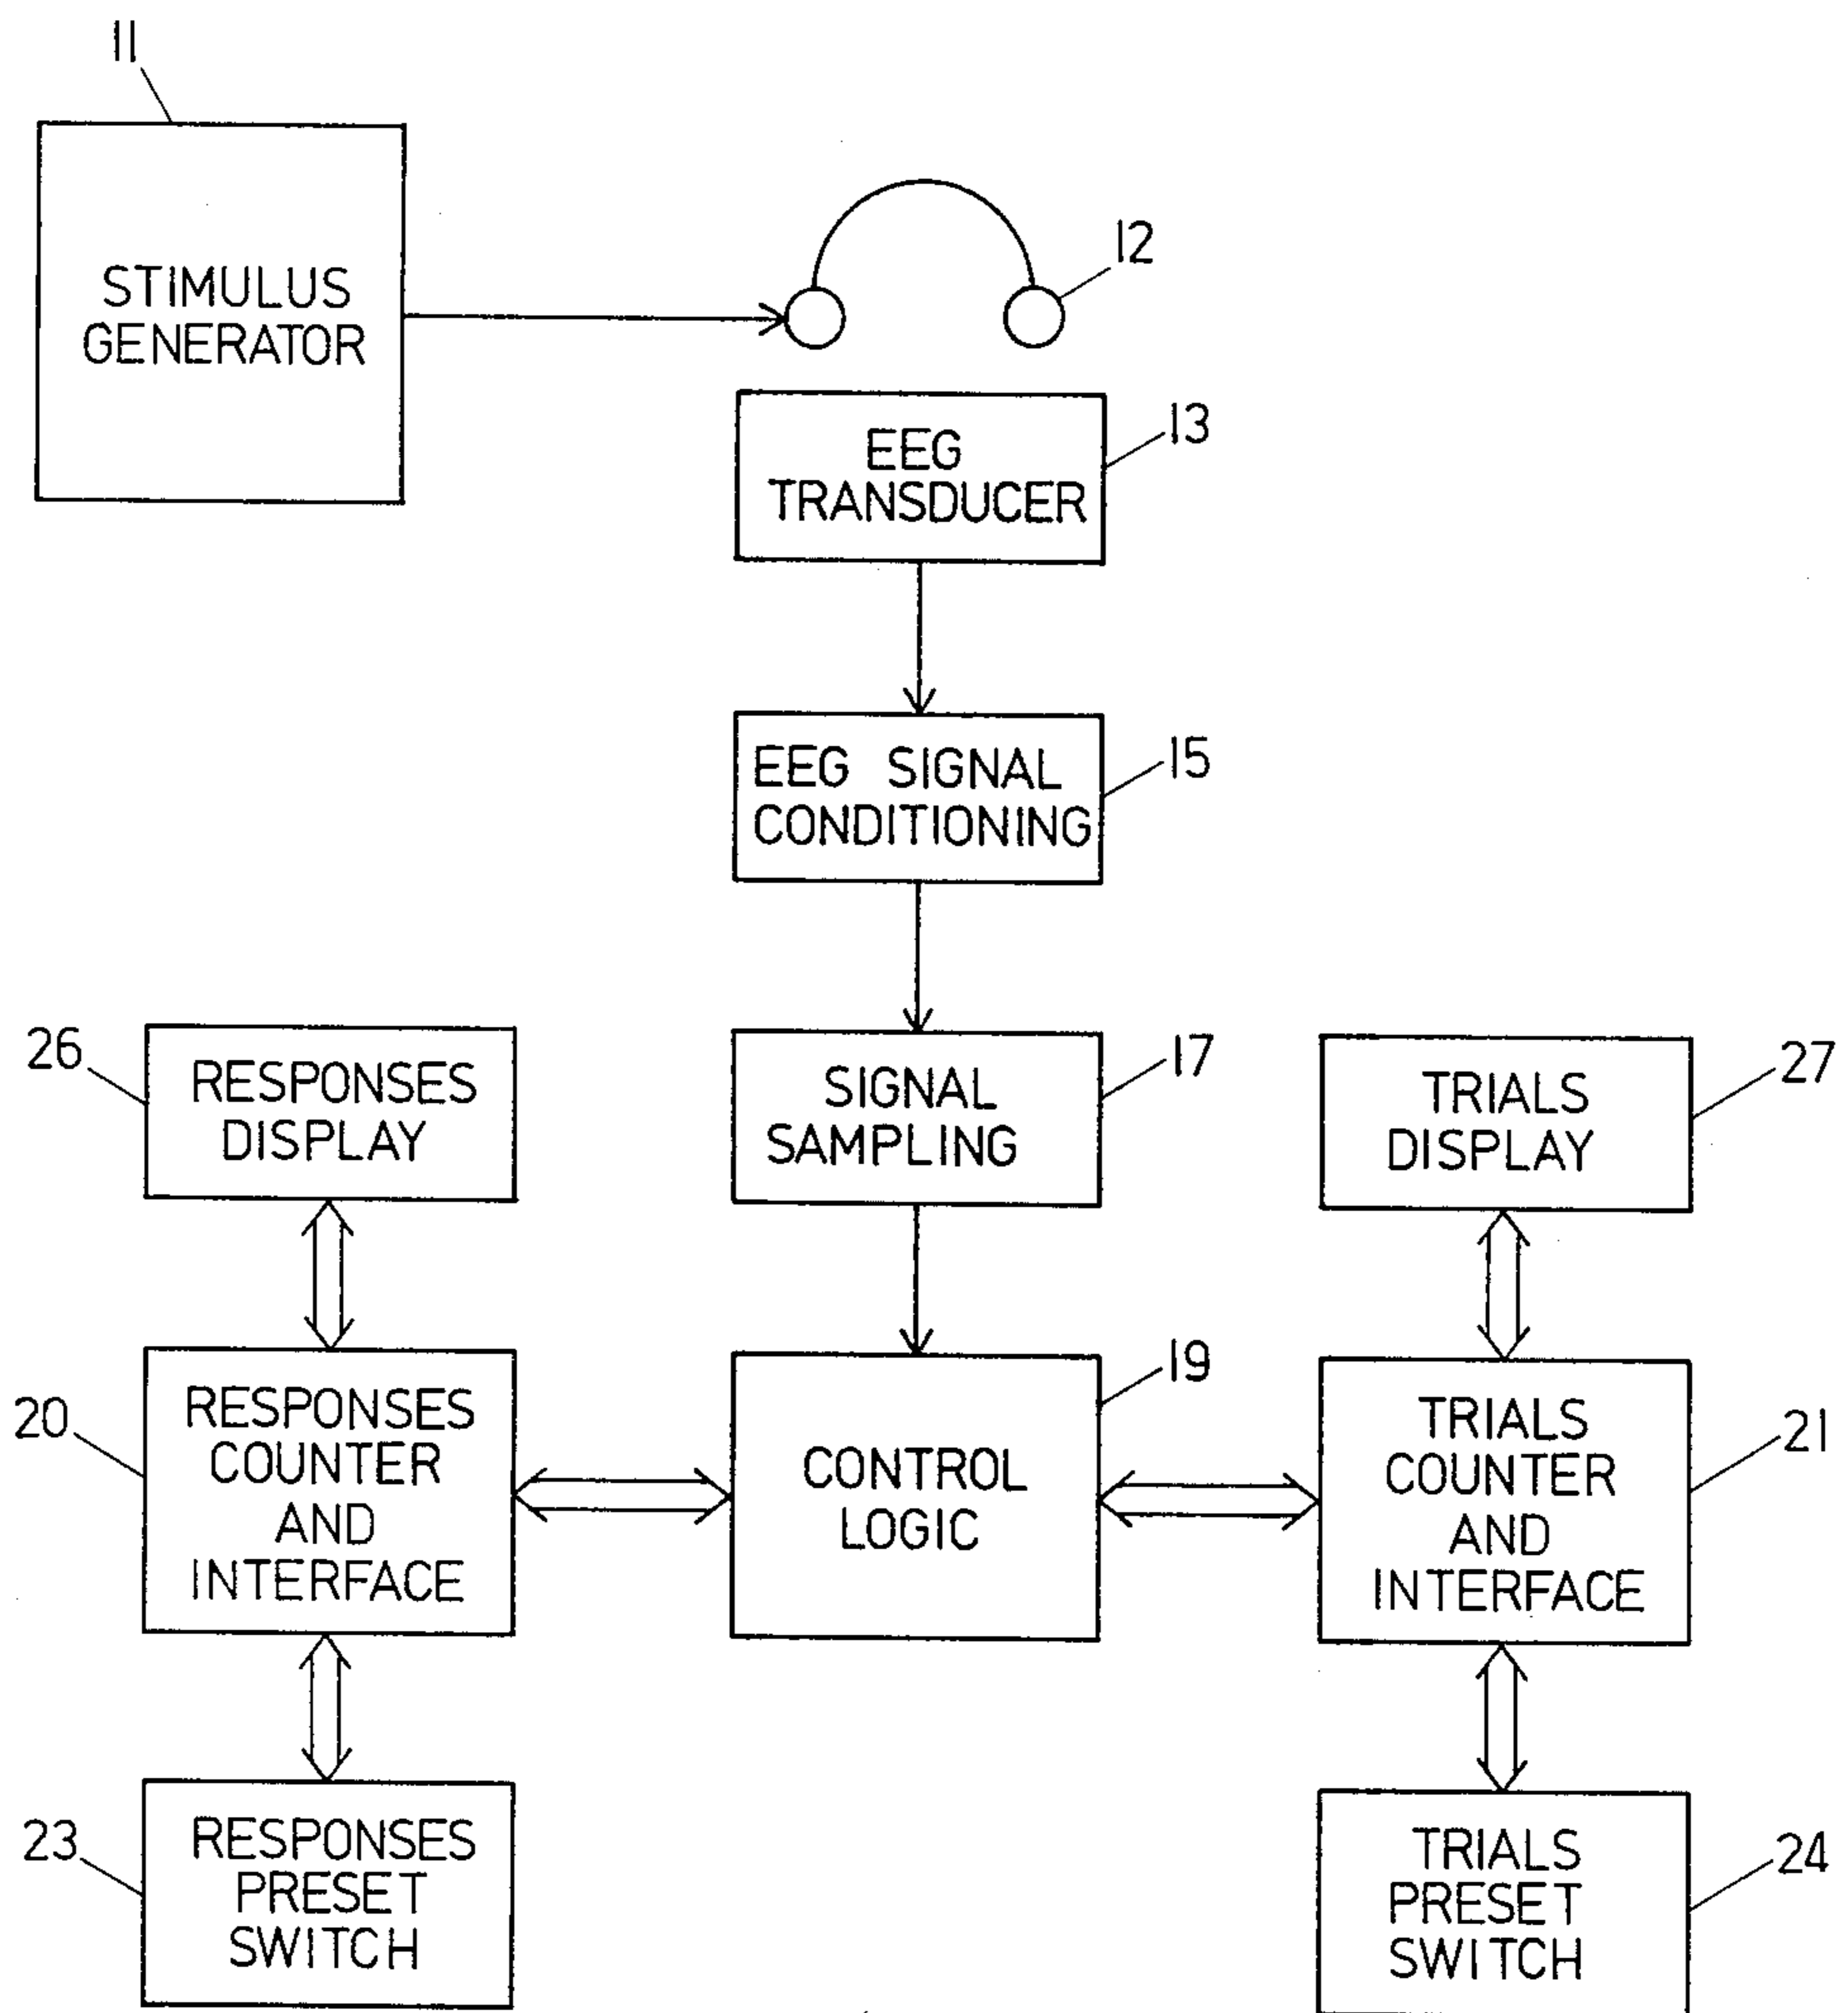 11
STIMULUS
GENERATOR
12
EEG
TRANSDUCER
13
EEG SIGNAL
CONDITIONING
15
26
RESPONSES
DISPLAY
SIGNAL
SAMPLING
17
TRIALS
DISPLAY
27
20
RESPONSES
COUNTER
AND
INTERFACE
CONTROL
LOGIC
19
TRIALS
COUNTER
AND
INTERFACE
21
23
RESPONSES
PRESET
SWITCH
TRIALS
PRESET
SWITCH
24